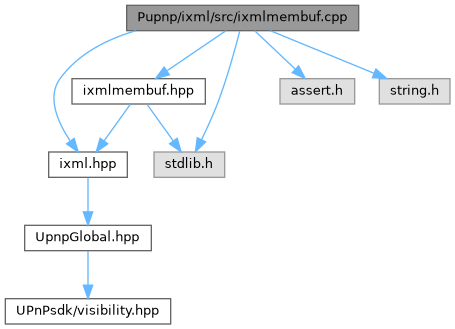 Pupnp/ixml/src/ixmlmembuf.cpp
ixmlmembuf.hpp
assert.h
string.h
ixml.hpp
stdlib.h
UpnpGlobal.hpp
UPnPsdk/visibility.hpp